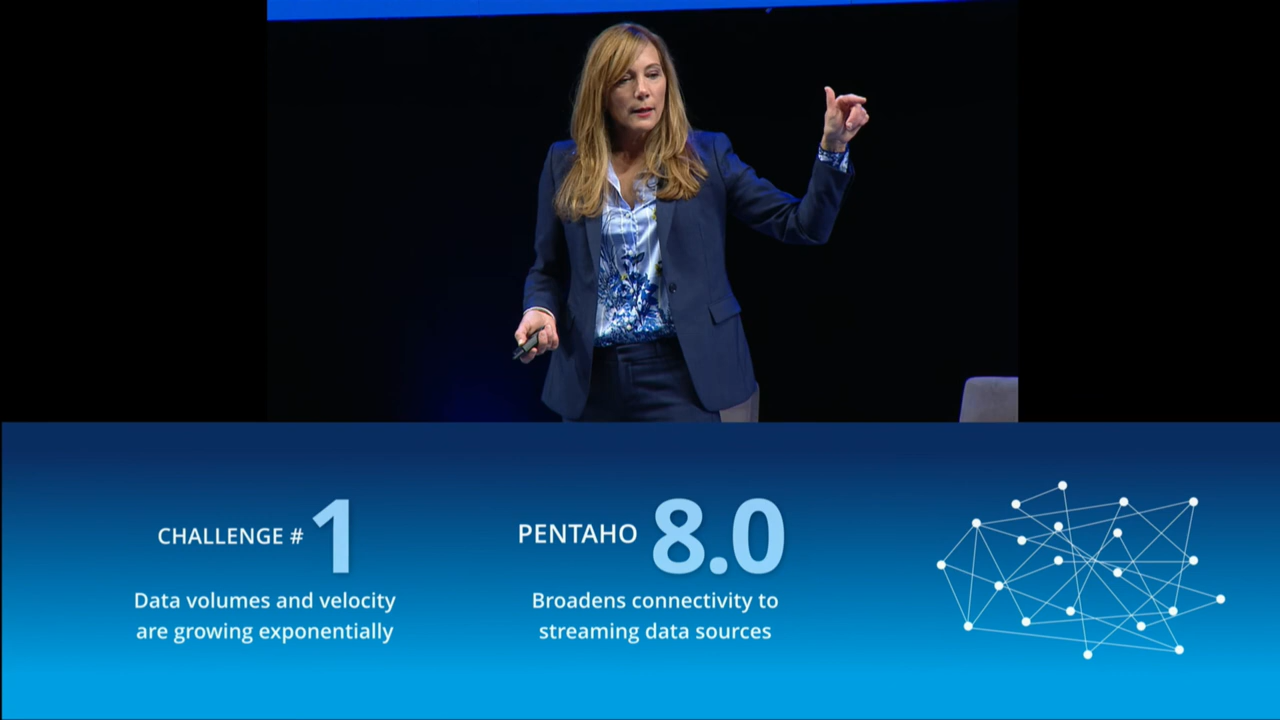 CHALLENGE # 1
Data volumes and velocity
are growing exponentially
PENTAHO 8.0
Broadens connectivity to
streaming data sources